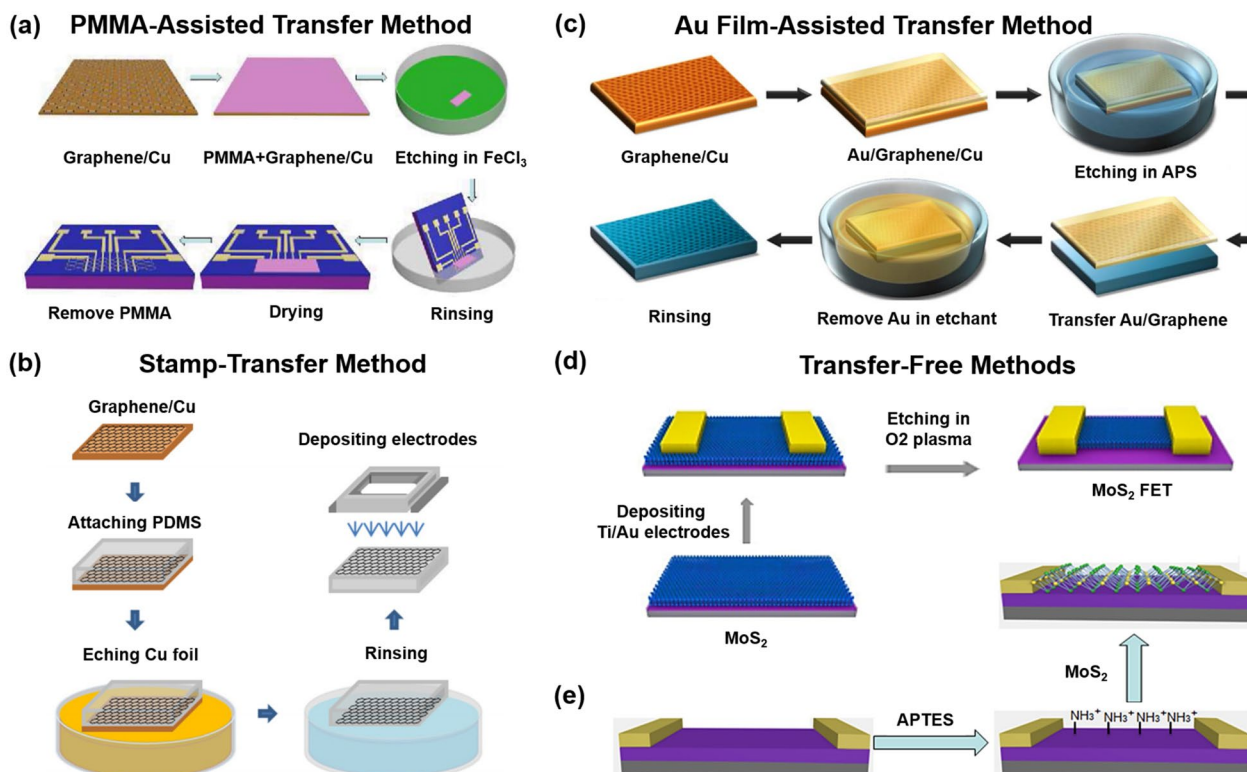 (a) PMMA-Assisted Transfer Method
Graphene/Cu
PMMA+Graphene/Cu
Etching in FeCl₃
Remove PMMA
Drying
Rinsing
(b) Stamp-Transfer Method
Graphene/Cu
Attaching PDMS
Eching Cu foil
Depositing electrodes
Rinsing
(c) Au Film-Assisted Transfer Method
Graphene/Cu
Au/Graphene/Cu
Etching in APS
Rinsing
Remove Au in etchant
Transfer Au/Graphene
(d) Transfer-Free Methods
Etching in
O2 plasma
MoS₂ FET
Depositing
Ti/Au electrodes
MoS₂
MoS₂
(e)
APTES
NH₃⁺ NH₃⁺ NH₃⁺ NH₃⁺